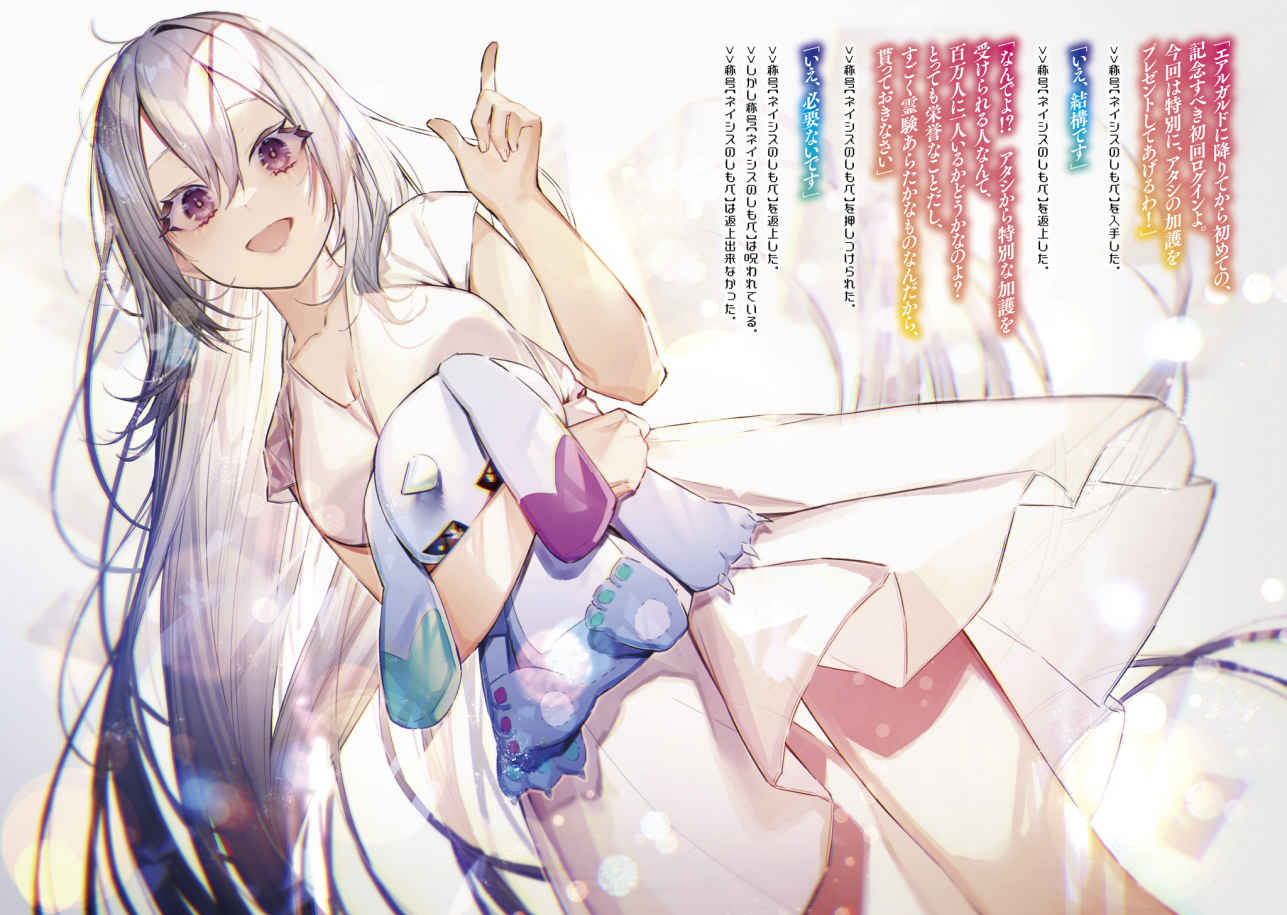 「エアルガルドに降りてから初めての、
記念すべき初回ログインよ。
今回は特別に、アタシの加護を
プレゼントしてあげるわ！」
>>称号【ネイシスのしもべ】を入手した。
「いえ、結構です」
>>称号【ネイシスのしもべ】を返上した。
「なんでよ!?　アタシから特別な加護を
受けられる人なんて、
百万人に一人いるかどうかなのよ？
とっても栄誉なことだし、
すごく霊験あらたかなものなんだから、
貰っておきなさい」
>>称号【ネイシスのしもべ】を押しつけられた。
「いえ、必要ないです」
>>称号【ネイシスのしもべ】を返上した。
>>しかし称号【ネイシスのしもべ】は呪われている。
>>称号【ネイシスのしもべ】は返上出来なかった。